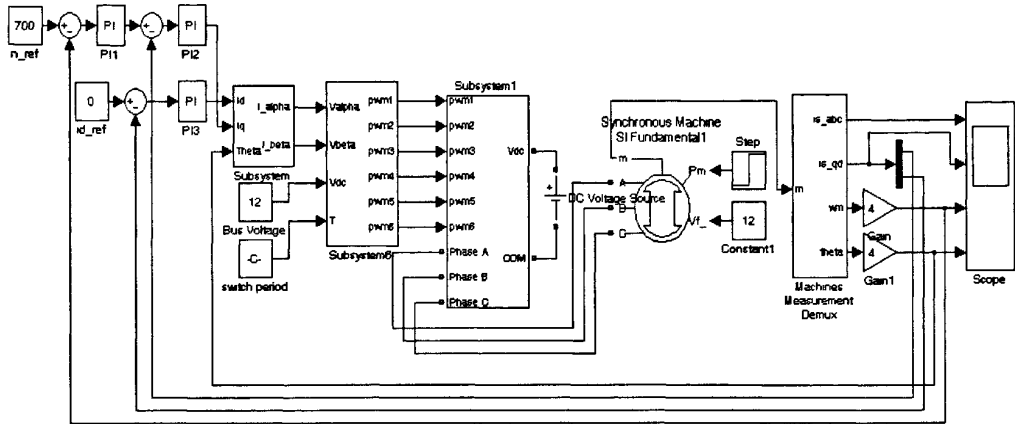 700
n_ref
+
-
PI
PI1
+
-
PI
PI2
0
id_ref
+
-
PI
PI3
id
Iq
Theta
I_alpha
I_beta
Subsystem
12
Bus Voltage
-C-
switch period
Valpha
Vbeta
Vdc
T
pwm1
pwm2
pwm3
pwm4
pwm5
pwm6
Subsystem6
Subsystem1
pwm1
pwm2
pwm3
pwm4
pwm5
pwm6
Phase A
Phase B
Phase C
Vdc
COM
+
DC Voltage Source
Synchronous Machine
SI Fundamental1
m
A
B
C
Pm
Vf_
Step
12
Constant1
m
is_abc
is_qd
wm
theta
Machines
Measurement
Demux
4
Gain
4
Gain1
Scope